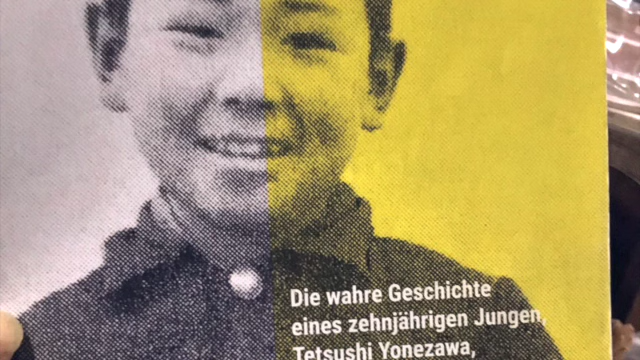 Die wahre Geschichte
eines zehnjährigen Jungen,
Tetsushi Yonezawa,